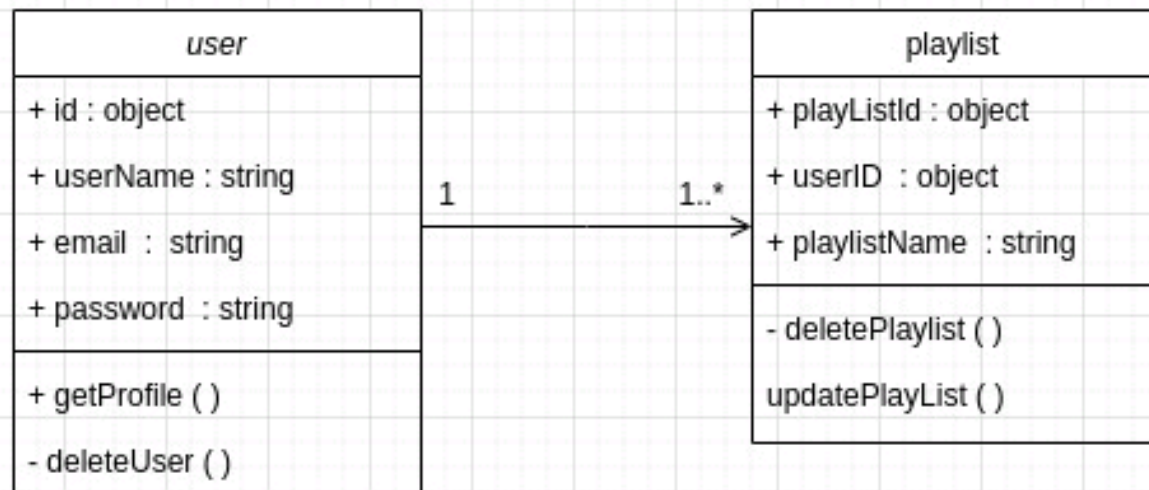 user
+ id : object
+ userName : string
+ email : string
+ password : string
+ getProfile ( )
- deleteUser ( )
1
1..*
playlist
+ playListId : object
+ userID : object
+ playlistName : string
- deletePlaylist ( )
updatePlayList ( )